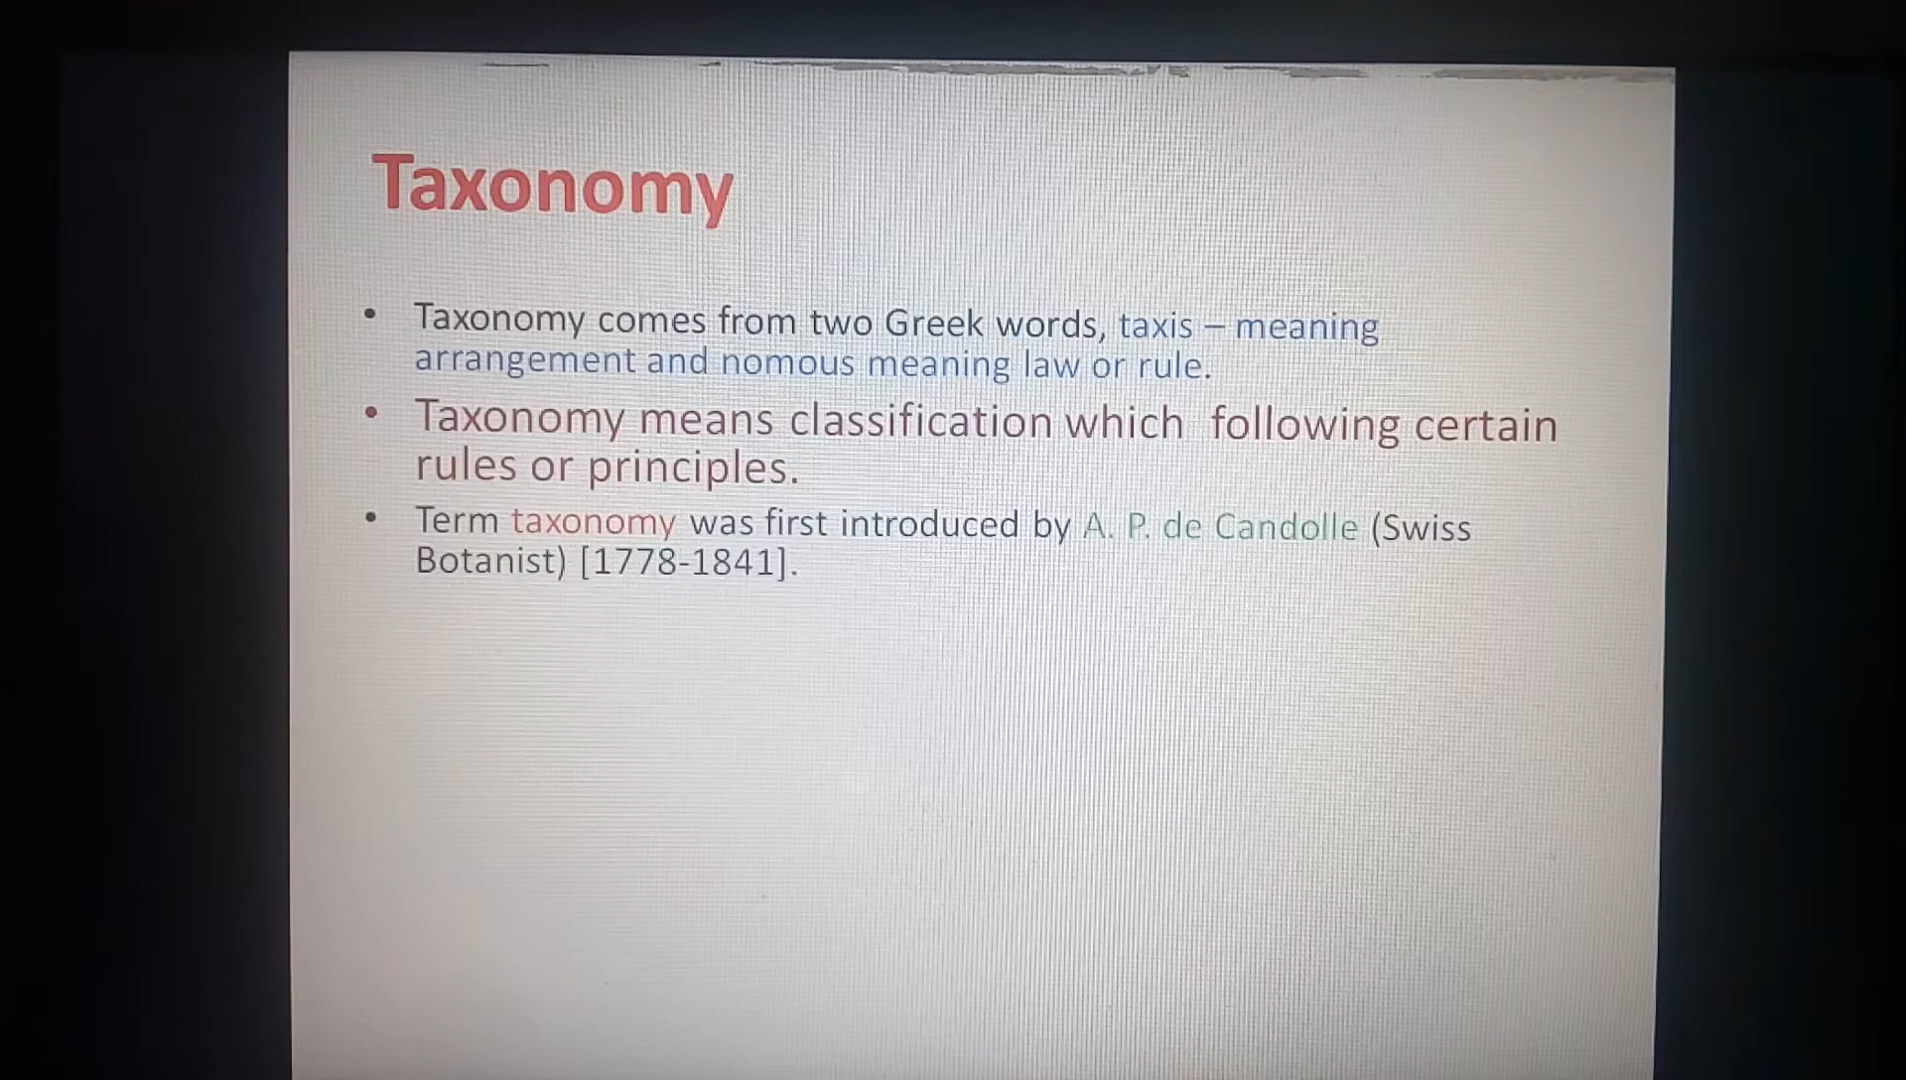 Taxonomy
• Taxonomy comes from two Greek words, taxis – meaning
arrangement and nomous meaning law or rule.
• Taxonomy means classification which  following certain
rules or principles.
• Term taxonomy was first introduced by A. P. de Candolle (Swiss
Botanist) [1778-1841].